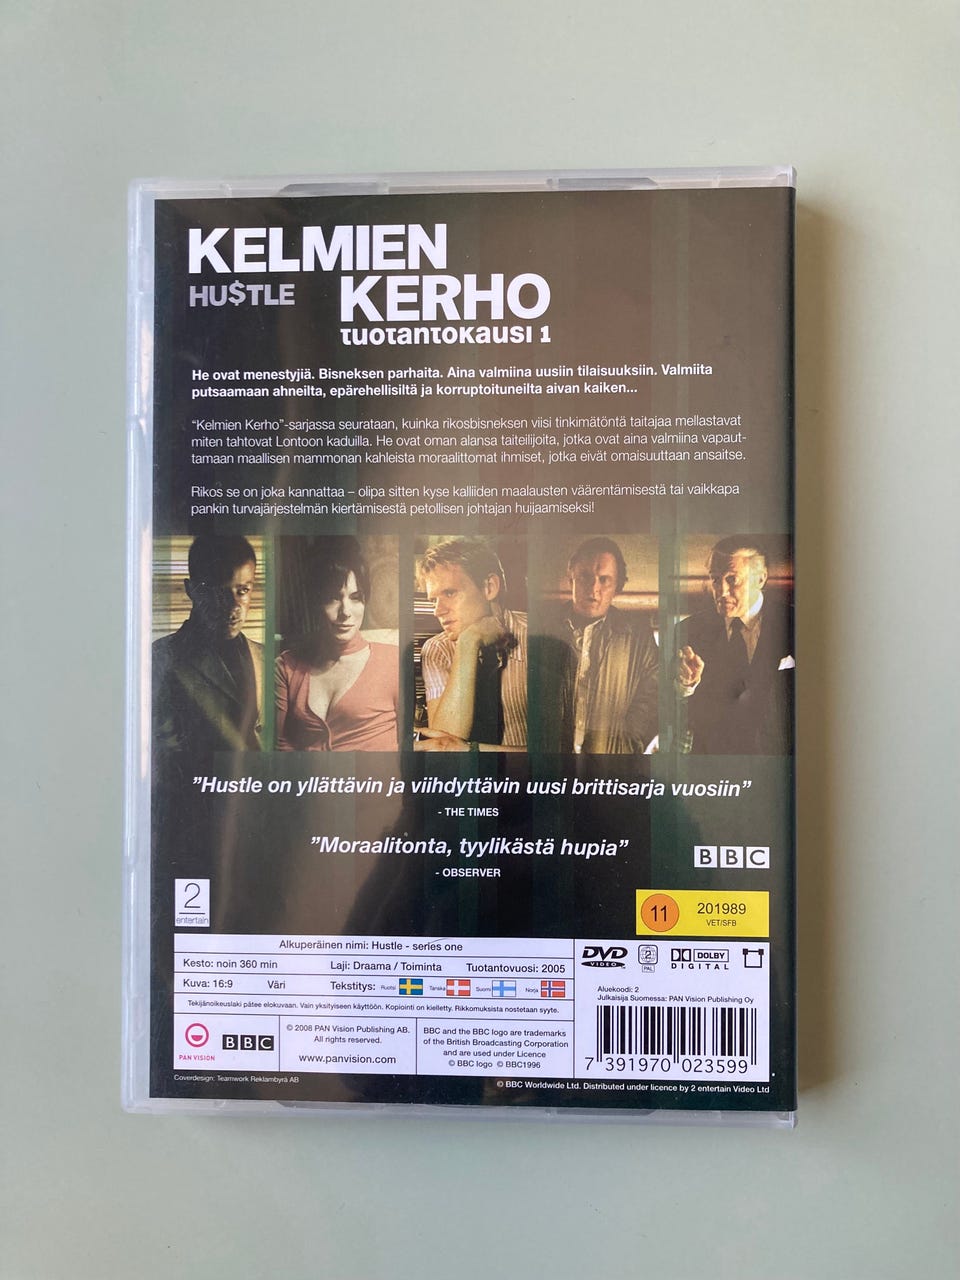 KELMIEN
HU$TLE KERHO
tuotantokausi 1
He ovat menestyjiä. Bisneksen parhaita. Aina valmiina uusiin tilaisuuksiin. Valmiita
putsaamaan ahneilta, epärehellisiltä ja korruptoituneilta aivan kaiken...
"Kelmien Kerho"-sarjassa seurataan, kuinka rikosbisneksen viisi tinkimätöntä taitajaa mellastavat
miten tahtovat Lontoon kaduilla. He ovat oman alansa taiteilijoita, jotka ovat aina valmiina vapaut-
tamaan maallisen mammonan kahleista moraalittomat ihmiset, jotka eivät omaisuuttaan ansaitse.
Rikos se on joka kannattaa – olipa sitten kyse kalliiden maalausten väärentämisestä tai vaikkapa
pankin turvajärjestelmän kiertämisestä petollisen johtajan huijaamiseksi!
"Hustle on yllättävin ja viihdyttävin uusi brittisarja vuosiin"
- THE TIMES
"Moraalitonta, tyylikästä hupia"
- OBSERVER
BBC
2
entertain
11 201989
VET/SFB
Alkuperäinen nimi: Hustle - series one
Kesto: noin 360 min Laji: Draama / Toiminta Tuotantovuosi: 2005
Kuva: 16:9 Väri Tekstitys: Ruotsi Tanska Suomi Norja
Tekijänoikeuslaki pätee elokuvaan. Vain yksityiseen käyttöön. Kopiointi on kielletty. Rikkomuksista nostetaan syyte.
PAN VISION
BBC
© 2008 PAN Vision Publishing AB.
All rights reserved.
www.panvision.com
BBC and the BBC logo are trademarks
of the British Broadcasting Corporation
and are used under Licence
© BBC logo © BBC1996
DVD VIDEO
2 PAL
DOLBY DIGITAL
Aluekoodi: 2
Julkaisija Suomessa: PAN Vision Publishing Oy
7 391970 023599
Coverdesign: Teamwork Reklambyrå AB
© BBC Worldwide Ltd. Distributed under licence by 2 entertain Video Ltd